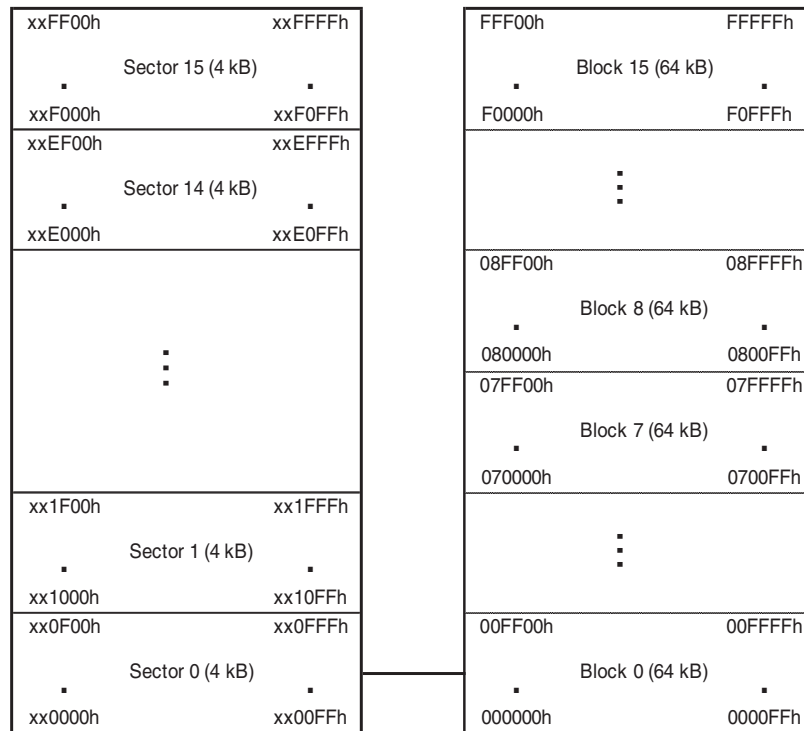 xxFF00h xxFFFFh
Sector 15 (4 kB)
xxF000h xxF0FFh
xxEF00h xxEFFFh
Sector 14 (4 kB)
xxE000h xxE0FFh
xx1F00h xx1FFFh
Sector 1 (4 kB)
xx1000h xx10FFh
xx0F00h xx0FFFh
Sector 0 (4 kB)
xx0000h xx00FFh
FFF00h FFFFFh
Block 15 (64 kB)
F0000h F0FFFh
08FF00h 08FFFFh
Block 8 (64 kB)
080000h 0800FFh
07FF00h 07FFFFh
Block 7 (64 kB)
070000h 0700FFh
00FF00h 00FFFFh
Block 0 (64 kB)
000000h 0000FFh